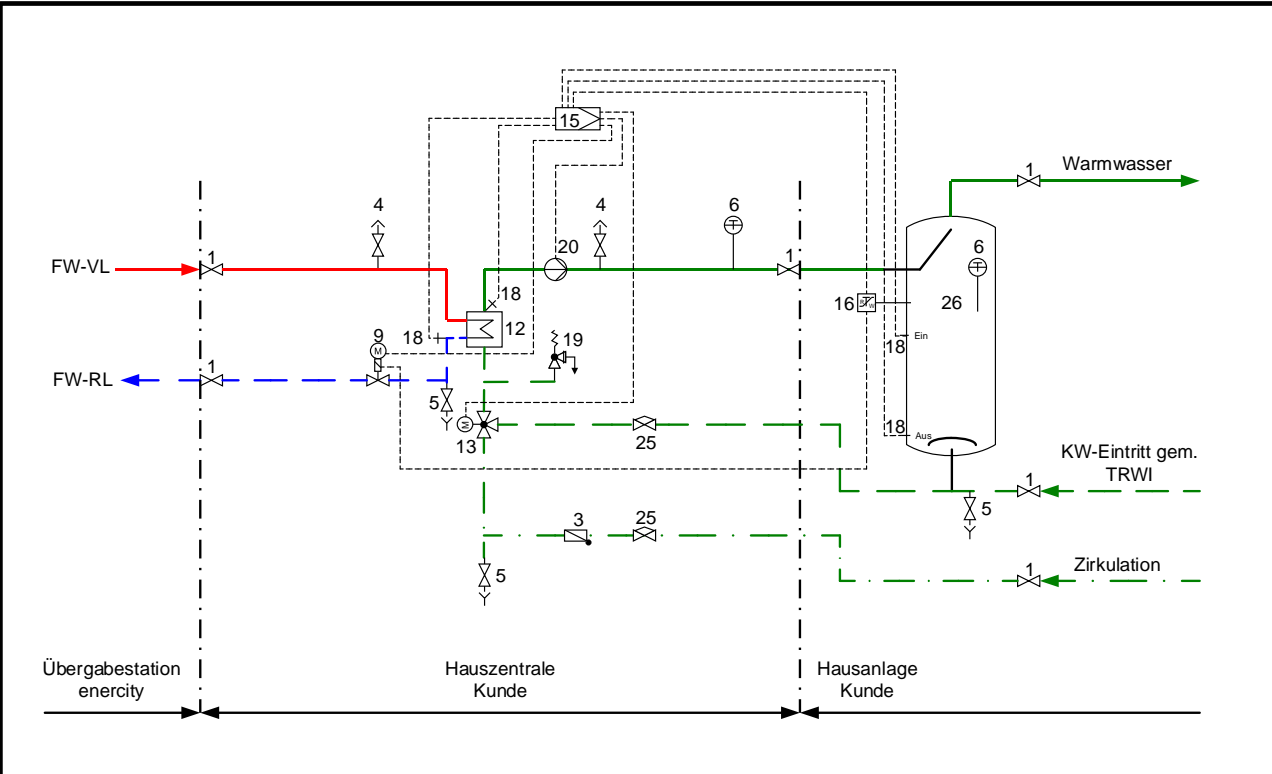 15
1
Warmwasser
4
4
6
6
20
FW-VL
1
1
18
16
26
12
18
9
19
Ein
18
M
FW-RL
1
5
18
Aus
M
13
25
KW-Eintritt gem.
TRWI
1
5
3
25
5
1
Zirkulation
Übergabestation
enercity
Hauszentrale
Kunde
Hausanlage
Kunde